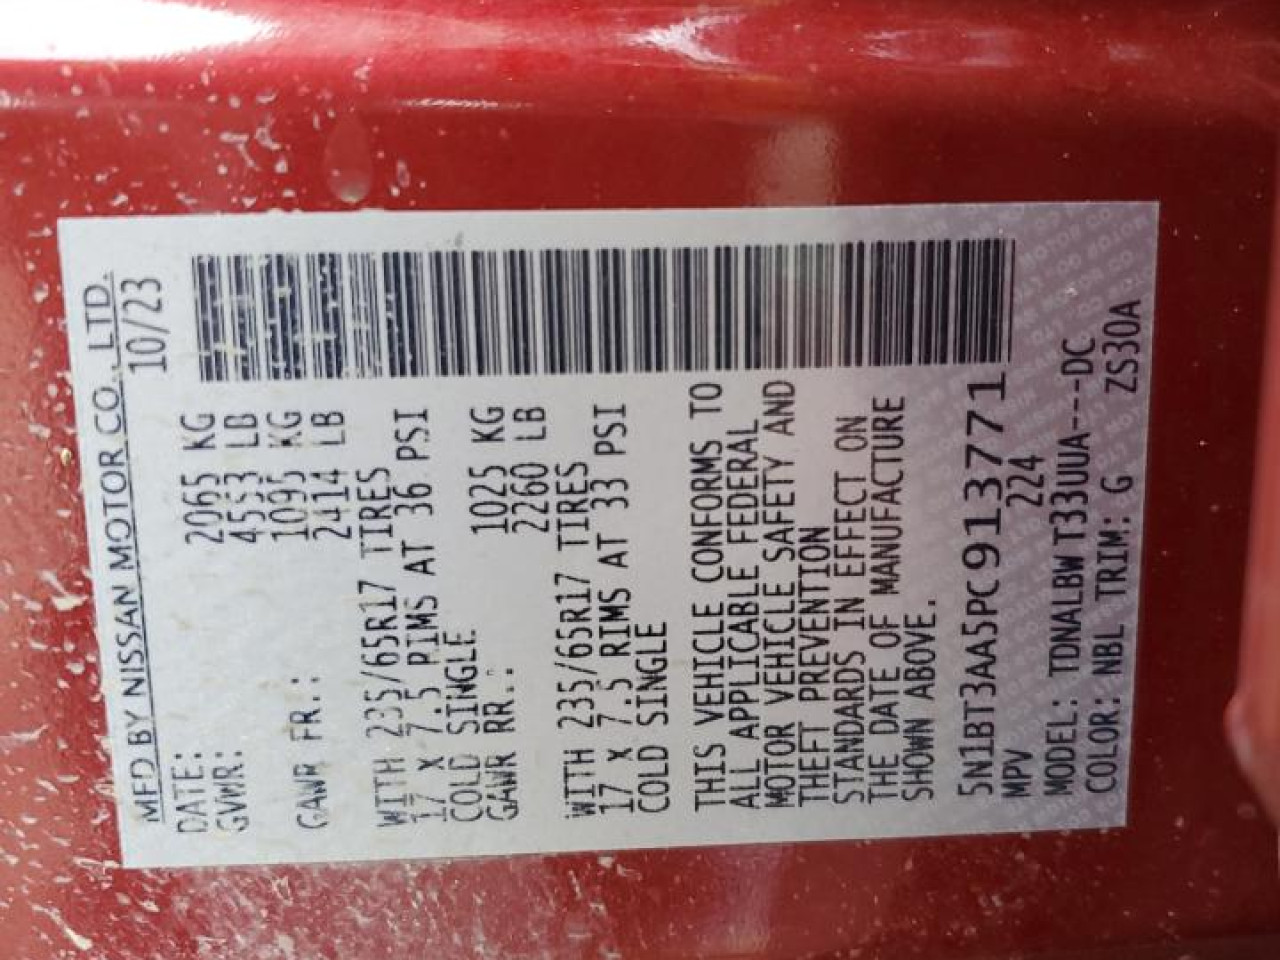 MFD BY NISSAN MOTOR CO., LTD.
DATE: 10/23
GVWR: 2065 KG
4553 LB
GAWR FR.: 1095 KG
2414 LB
WITH 235/65R17 TIRES
17 x 7.5 RIMS AT 36 PSI
COLD SINGLE
GAWR RR.: 1025 KG
2260 LB
WITH 235/65R17 TIRES
17 x 7.5 RIMS AT 33 PSI
COLD SINGLE
THIS VEHICLE CONFORMS TO
ALL APPLICABLE FEDERAL
MOTOR VEHICLE SAFETY AND
THEFT PREVENTION
STANDARDS IN EFFECT ON
THE DATE OF MANUFACTURE
SHOWN ABOVE.
5N1BT3AA5PC913771
MPV 224
MODEL: TDNALBW T33UUA---DC
COLOR: NBL TRIM: G ZS30A